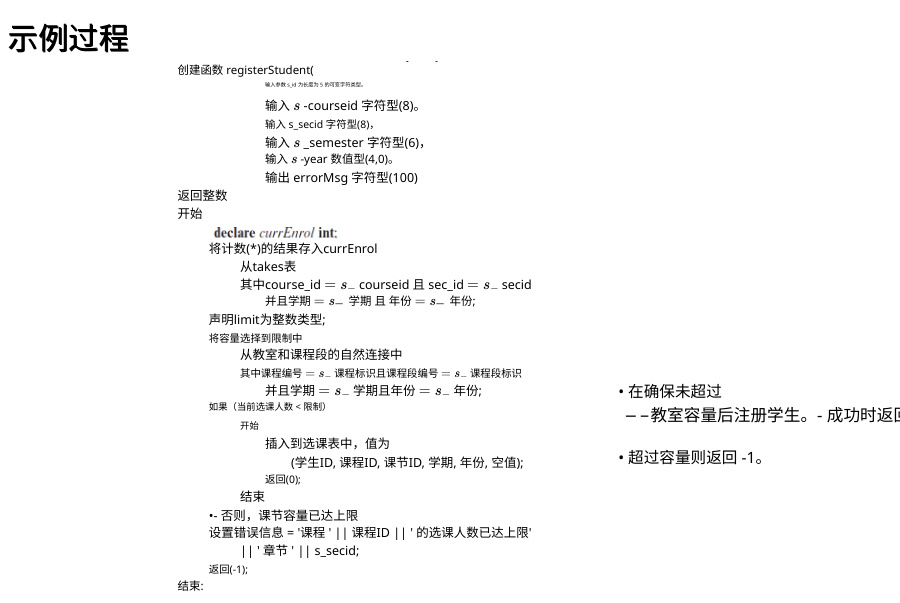 示例过程
创建函数 registerStudent(
输入参数 s_id 为长度为 5 的可变字符类型。
输入 s -courseid 字符型(8)。
输入 s_secid 字符型(8)，
输入 s _semester 字符型(6)，
输入 s -year 数值型(4,0)。
输出 errorMsg 字符型(100)
返回整数
开始
declare currEnrol int;
将计数(*)的结果存入currEnrol
从takes表
其中course_id = s_ courseid 且 sec_id = s_ secid
并且学期 = s_ 学期 且 年份 = s_ 年份;
声明limit为整数类型;
将容量选择到限制中
从教室和课程段的自然连接中
其中课程编号 = s_ 课程标识且课程段编号 = s_ 课程段标识
并且学期 = s_ 学期且年份 = s_ 年份;
如果（当前选课人数 < 限制）
开始
插入到选课表中，值为
(学生ID, 课程ID, 课节ID, 学期, 年份, 空值);
返回(0);
结束
•- 否则，课节容量已达上限
设置错误信息 = '课程 ' || 课程ID || ' 的选课人数已达上限'
|| ' 章节 ' || s_secid;
返回(-1);
结束:
• 在确保未超过
– –教室容量后注册学生。- 成功时返回
• 超过容量则返回 -1。